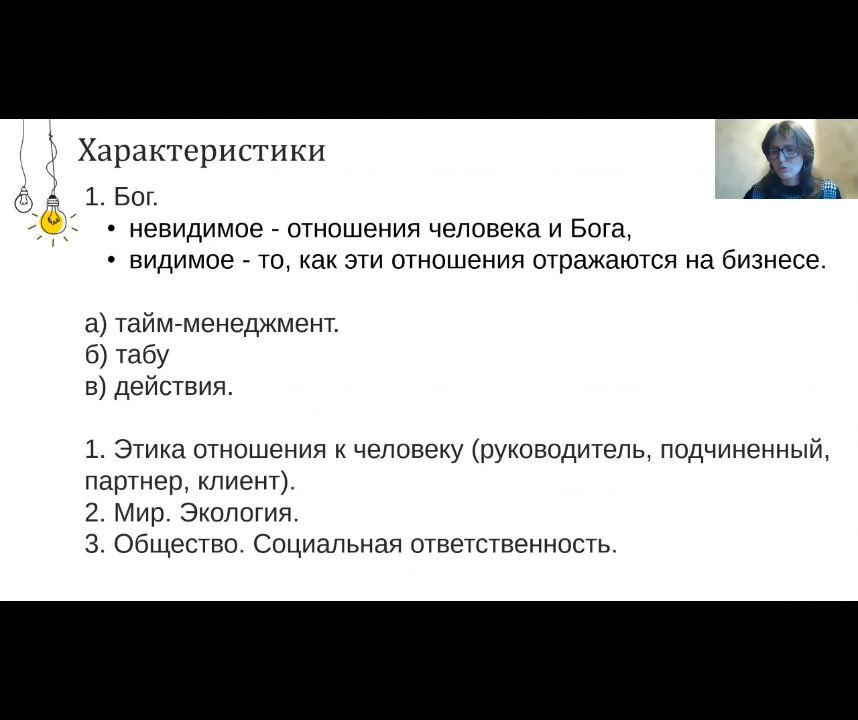 Характеристики
1. Бог.
• невидимое - отношения человека и Бога,
• видимое - то, как эти отношения отражаются на бизнесе.
а) тайм-менеджмент.
б) табу
в) действия.
1. Этика отношения к человеку (руководитель, подчиненный,
партнер, клиент).
2. Мир. Экология.
3. Общество. Социальная ответственность.